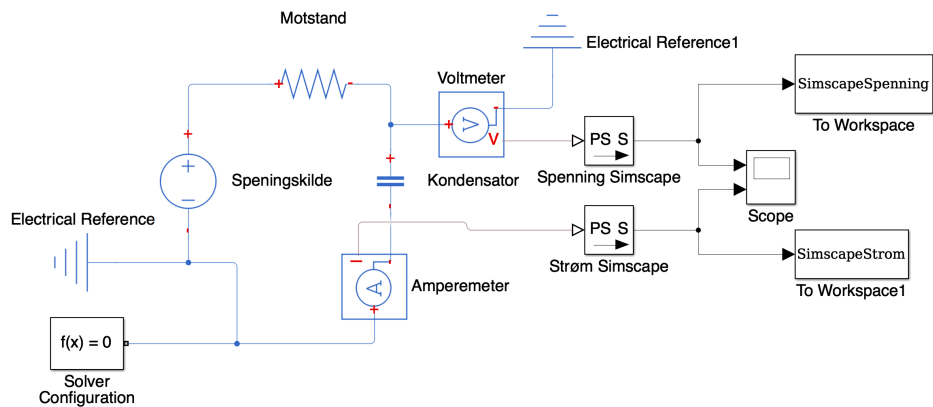 Motstand
Electrical Reference1
Voltmeter
SimscapeSpenning
To Workspace
+
-
+
V
-
V
PS S
Spenning Simscape
+
+
−
Speningskilde
+
Kondensator
Scope
Electrical Reference
-
-
PS S
Strøm Simscape
SimscapeStrom
To Workspace1
−
-
A
+
Amperemeter
f(x) = 0
Solver
Configuration